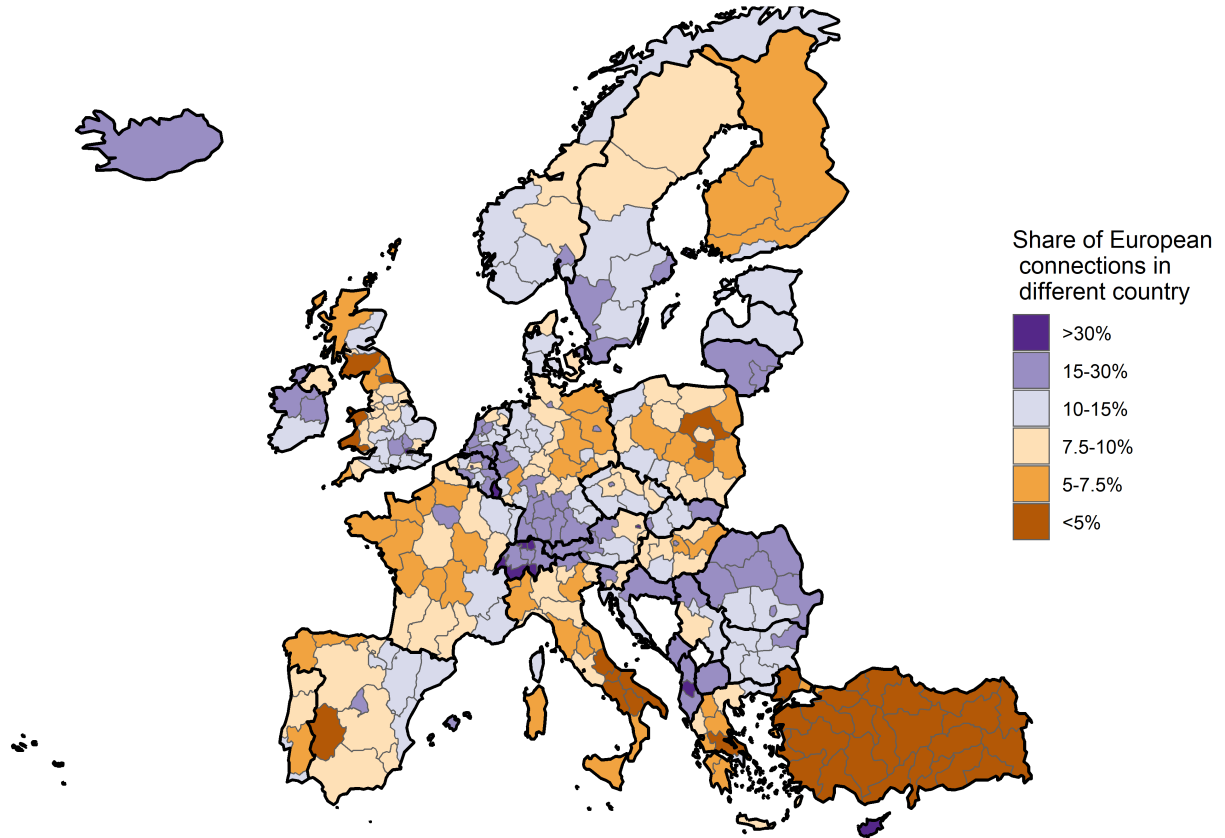 Share of European
connections in
different country
>30%
15-30%
10-15%
7.5-10%
5-7.5%
<5%